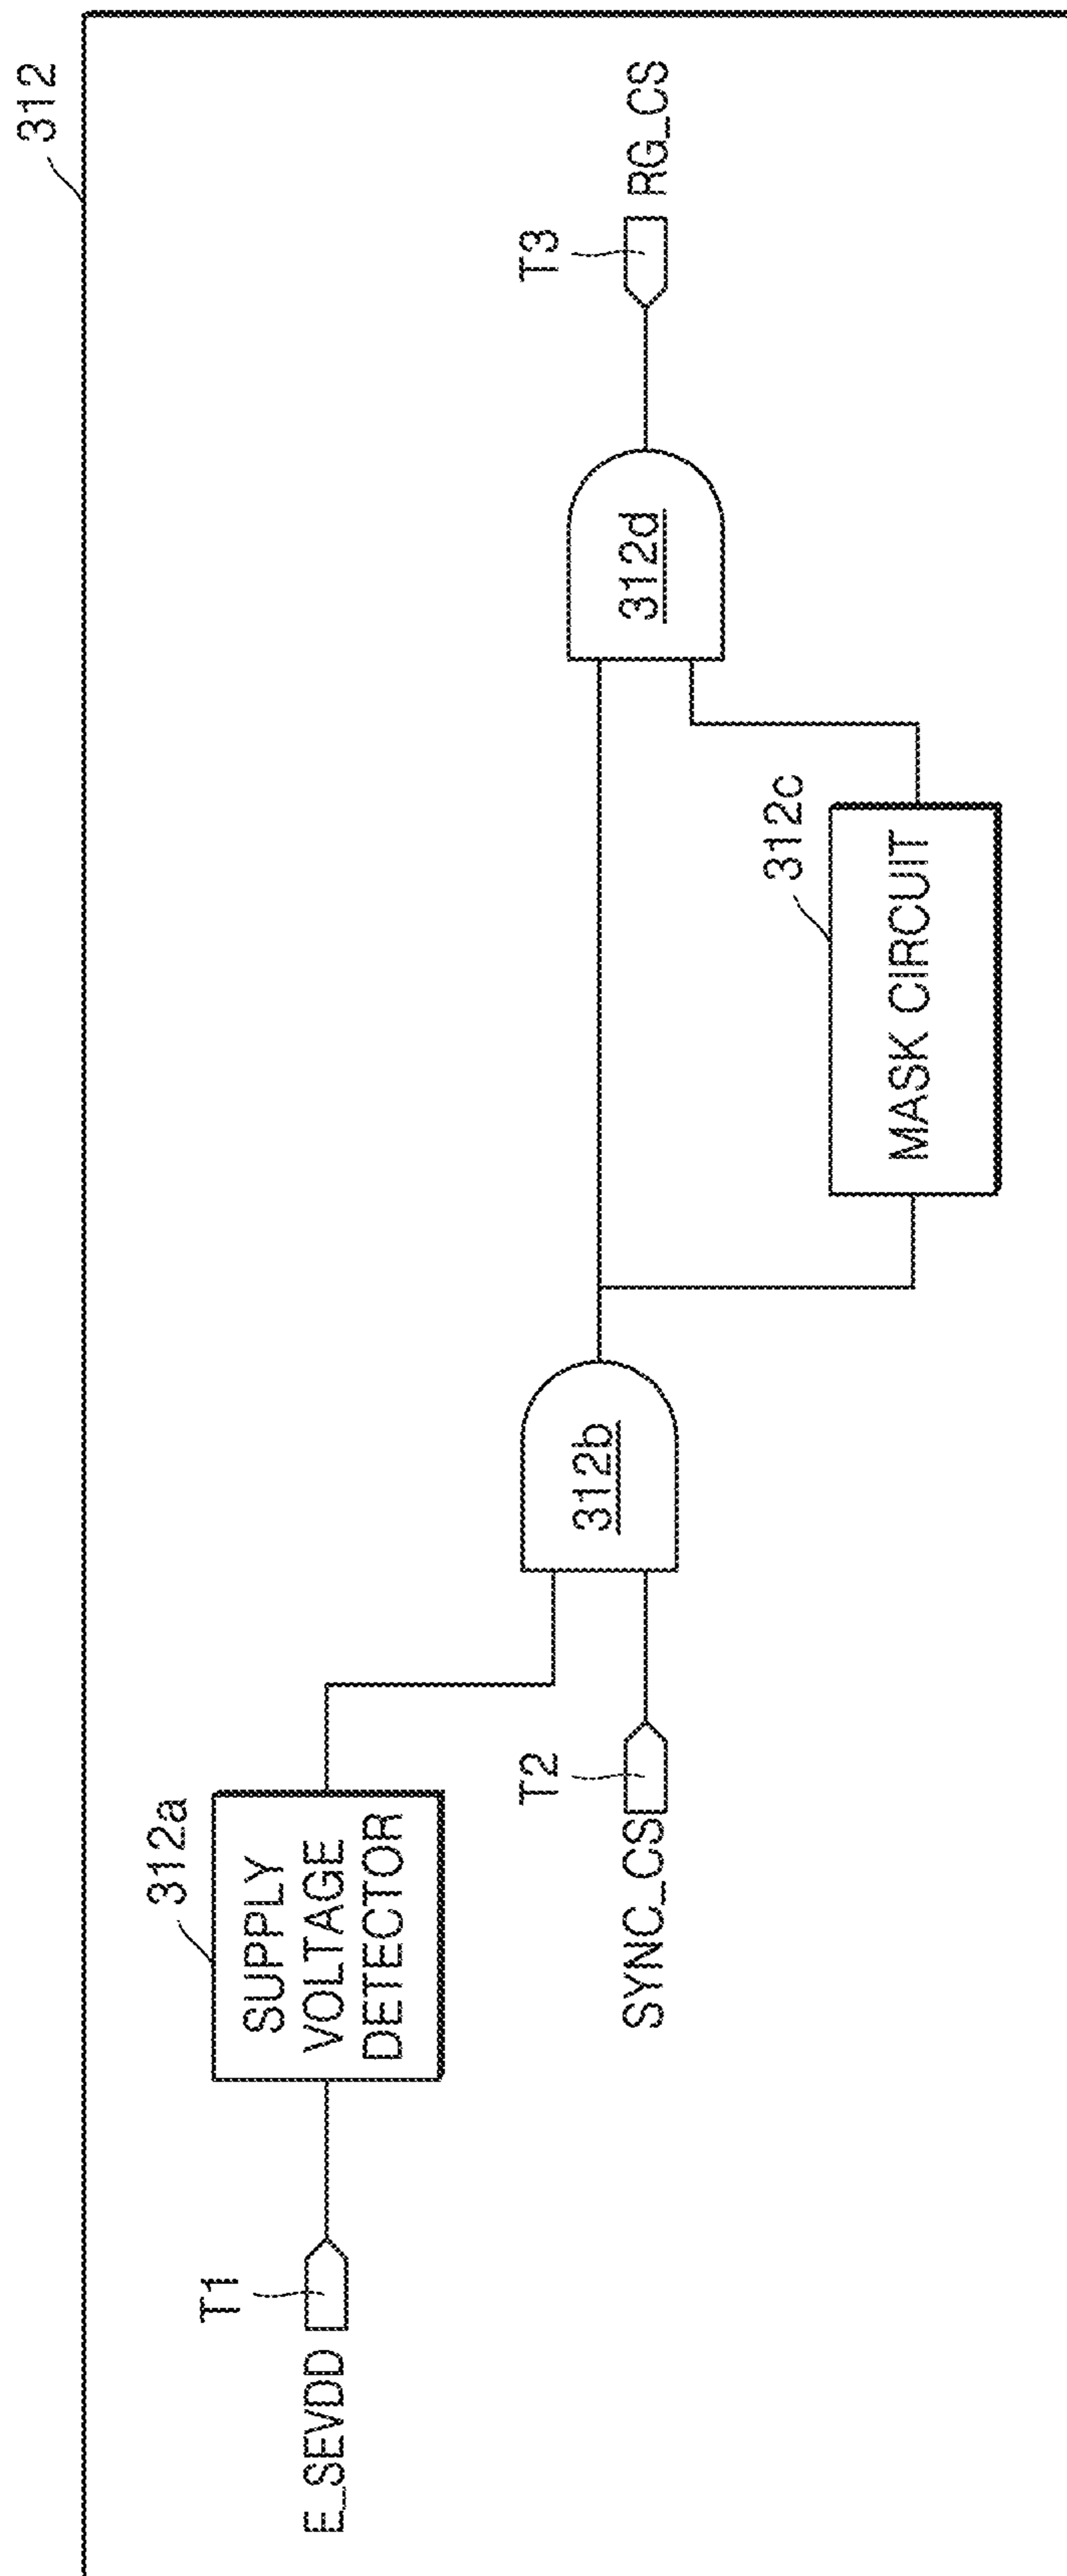 312
E_SEVDD
T1
312a
SUPPLY
VOLTAGE
DETECTOR
SYNC_CS
T2
312b
312c
MASK CIRCUIT
312d
T3
RG_CS